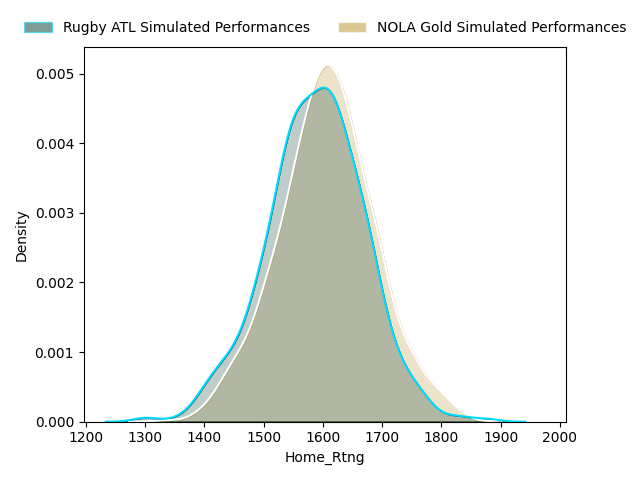 Rugby ATL Simulated Performances
NOLA Gold Simulated Performances
0.005
0.004
0.003
0.002
0.001
0.000
Density
1200 1300 1400 1500 1600 1700 1800 1900 2000
Home_Rtng